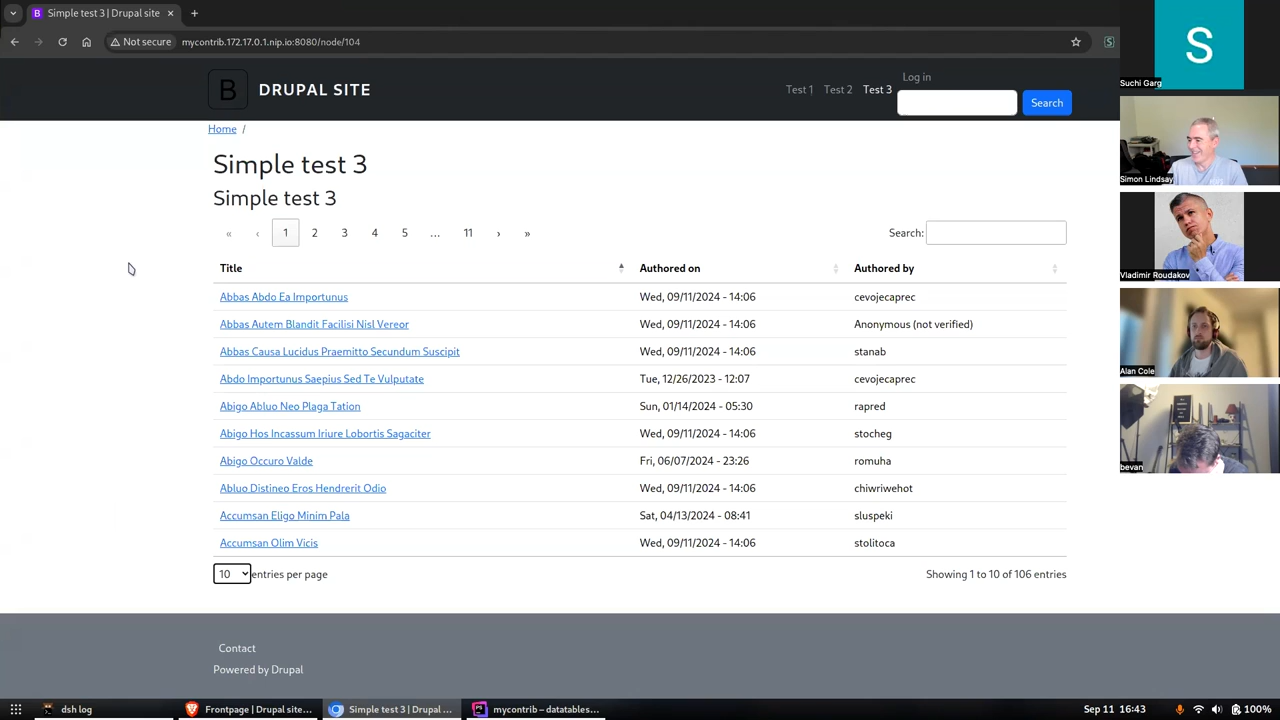 Simple test 3 | Drupal site
Not secure mycontrib.172.17.0.1.nip.io:8080/node/104
B DRUPAL SITE
Log in
Test 1 Test 2 Test 3 Search
Home /
Simple test 3
Simple test 3
« ‹ 1 2 3 4 5 … 11 › » Search:
Title Authored on Authored by
Abbas Abdo Ea Importunus Wed, 09/11/2024 - 14:06 cevojecaprec
Abbas Autem Blandit Facilisi Nisl Vereor Wed, 09/11/2024 - 14:06 Anonymous (not verified)
Abbas Causa Lucidus Praemitto Secundum Suscipit Wed, 09/11/2024 - 14:06 stanab
Abdo Importunus Saepius Sed Te Vulputate Tue, 12/26/2023 - 12:07 cevojecaprec
Abigo Abluo Neo Plaga Tation Sun, 01/14/2024 - 05:30 rapred
Abigo Hos Incassum Iriure Lobortis Sagaciter Wed, 09/11/2024 - 14:06 stocheg
Abigo Occuro Valde Fri, 06/07/2024 - 23:26 romuha
Abluo Distineo Eros Hendrerit Odio Wed, 09/11/2024 - 14:06 chiwriwehot
Accumsan Eligo Minim Pala Sat, 04/13/2024 - 08:41 sluspeki
Accumsan Olim Vicis Wed, 09/11/2024 - 14:06 stolitoca
10 entries per page Showing 1 to 10 of 106 entries
Contact
Powered by Drupal
dsh log Frontpage | Drupal site... Simple test 3 | Drupal ... mycontrib – datatables... Sep 11 16:43 100%
S
Suchi Garg
Simon Lindsay
Vladimir Roudakov
Alan Cole
bevan